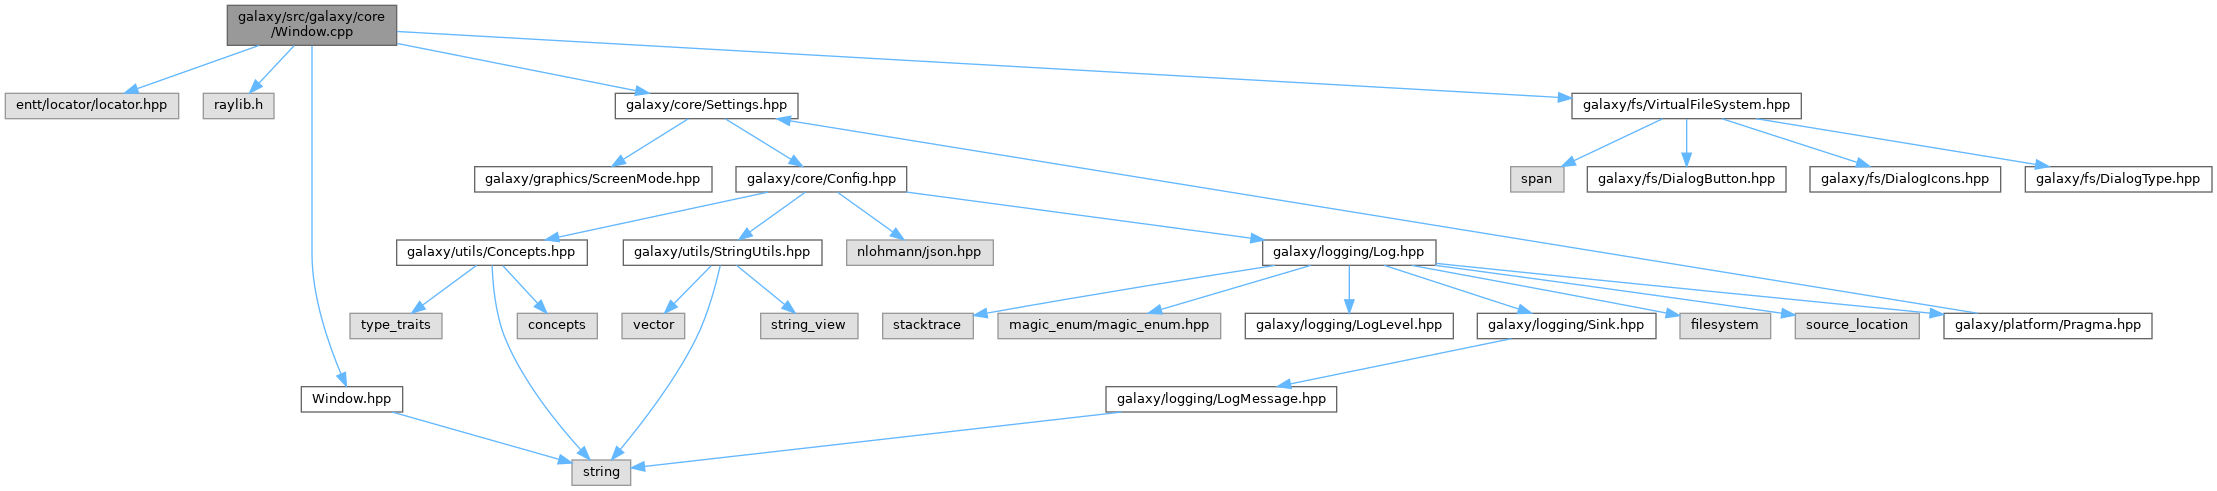 galaxy/src/galaxy/core
/Window.cpp
entt/locator/locator.hpp
raylib.h
galaxy/core/Settings.hpp
galaxy/fs/VirtualFileSystem.hpp
galaxy/graphics/ScreenMode.hpp
galaxy/core/Config.hpp
span
galaxy/fs/DialogButton.hpp
galaxy/fs/DialogIcons.hpp
galaxy/fs/DialogType.hpp
galaxy/utils/Concepts.hpp
galaxy/utils/StringUtils.hpp
nlohmann/json.hpp
galaxy/logging/Log.hpp
type_traits
concepts
vector
string_view
stacktrace
magic_enum/magic_enum.hpp
galaxy/logging/LogLevel.hpp
galaxy/logging/Sink.hpp
filesystem
source_location
galaxy/platform/Pragma.hpp
Window.hpp
galaxy/logging/LogMessage.hpp
string